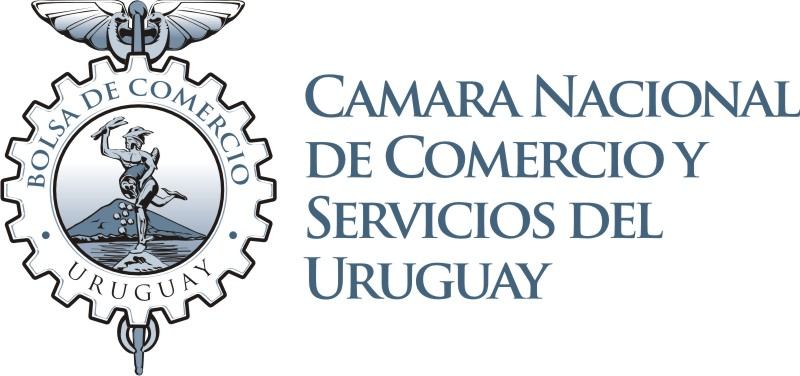 BOLSA DE COMERCIO
URUGUAY
CAMARA NACIONAL
DE COMERCIO Y
SERVICIOS DEL
URUGUAY